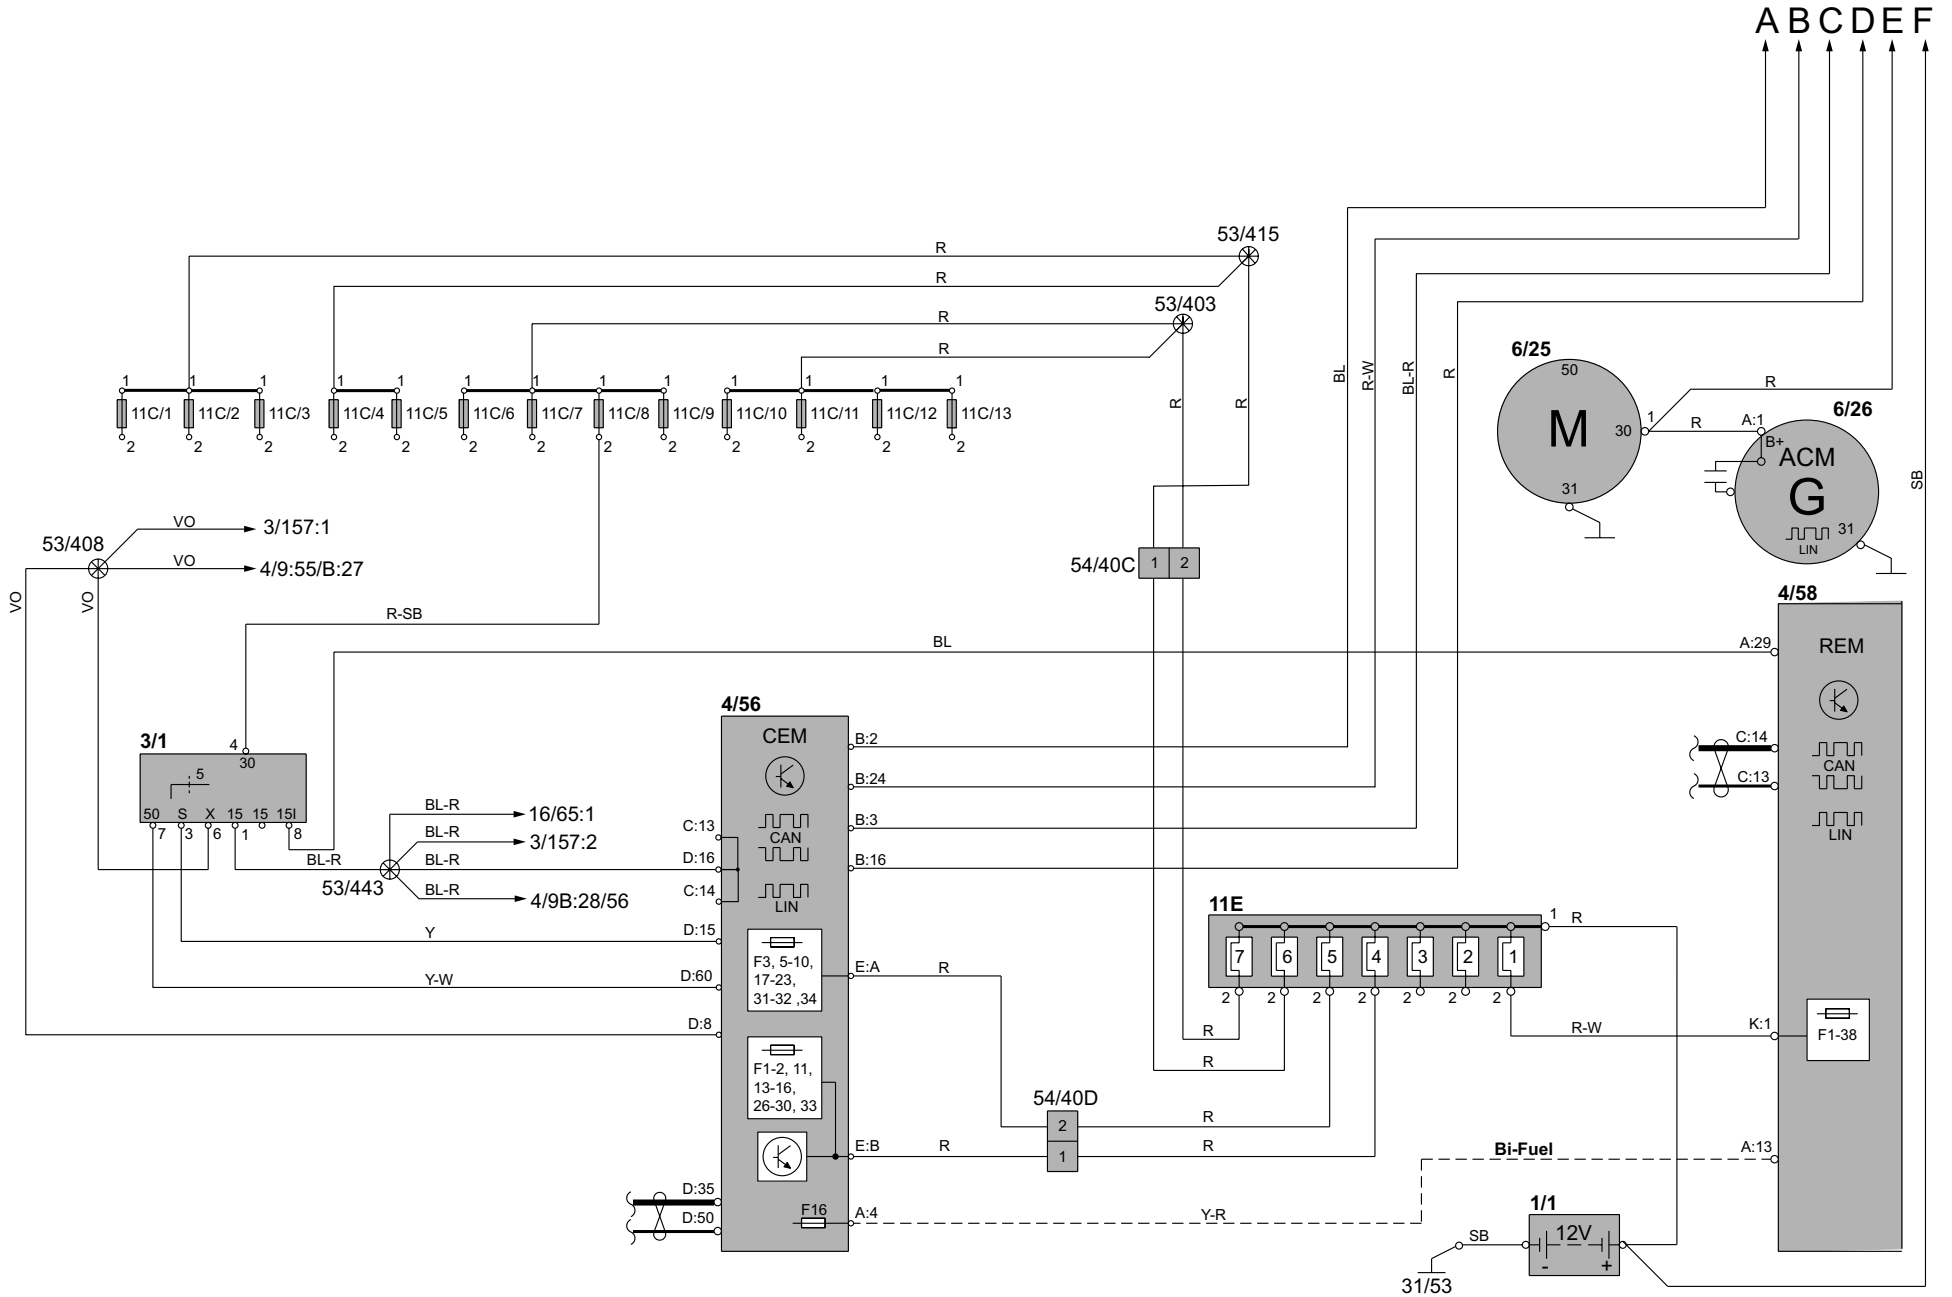 A B C D E F
53/415
R
R
53/403
R
R
1 1 1 1 1 1 1 1 1 1 1 1 1
11C/1 11C/2 11C/3 11C/4 11C/5 11C/6 11C/7 11C/8 11C/9 11C/10 11C/11 11C/12 11C/13
2 2 2 2 2 2 2 2 2 2 2 2 2
R R
BL R-W BL-R R
6/25
50
M
30
1
31
R
R
A:1
6/26
B+
ACM
G
31
LIN
SB
53/408
VO
3/157:1
VO
4/9:55/B:27
VO
VO
54/40C
1 2
R-SB
BL
4/58
A:29
REM
C:14
CAN
C:13
LIN
K:1
F1-38
A:13
3/1
4
30
5
50 S X 15 15 15I
7 3 6 1 8
BL-R
53/443
BL-R
16/65:1
BL-R
3/157:2
BL-R
BL-R
4/9B:28/56
Y
Y-W
4/56
CEM
CAN
LIN
C:13
D:16
C:14
D:15
D:60
D:8
D:35
D:50
B:2
B:24
B:3
B:16
F3, 5-10,
17-23,
31-32 ,34
E:A
R
F1-2, 11,
13-16,
26-30, 33
E:B
R
F16
A:4
Y-R
Bi-Fuel
11E
1
R
7 6 5 4 3 2 1
2 2 2 2 2 2 2
R
R
R-W
54/40D
2
1
R
R
1/1
12V
- +
SB
31/53